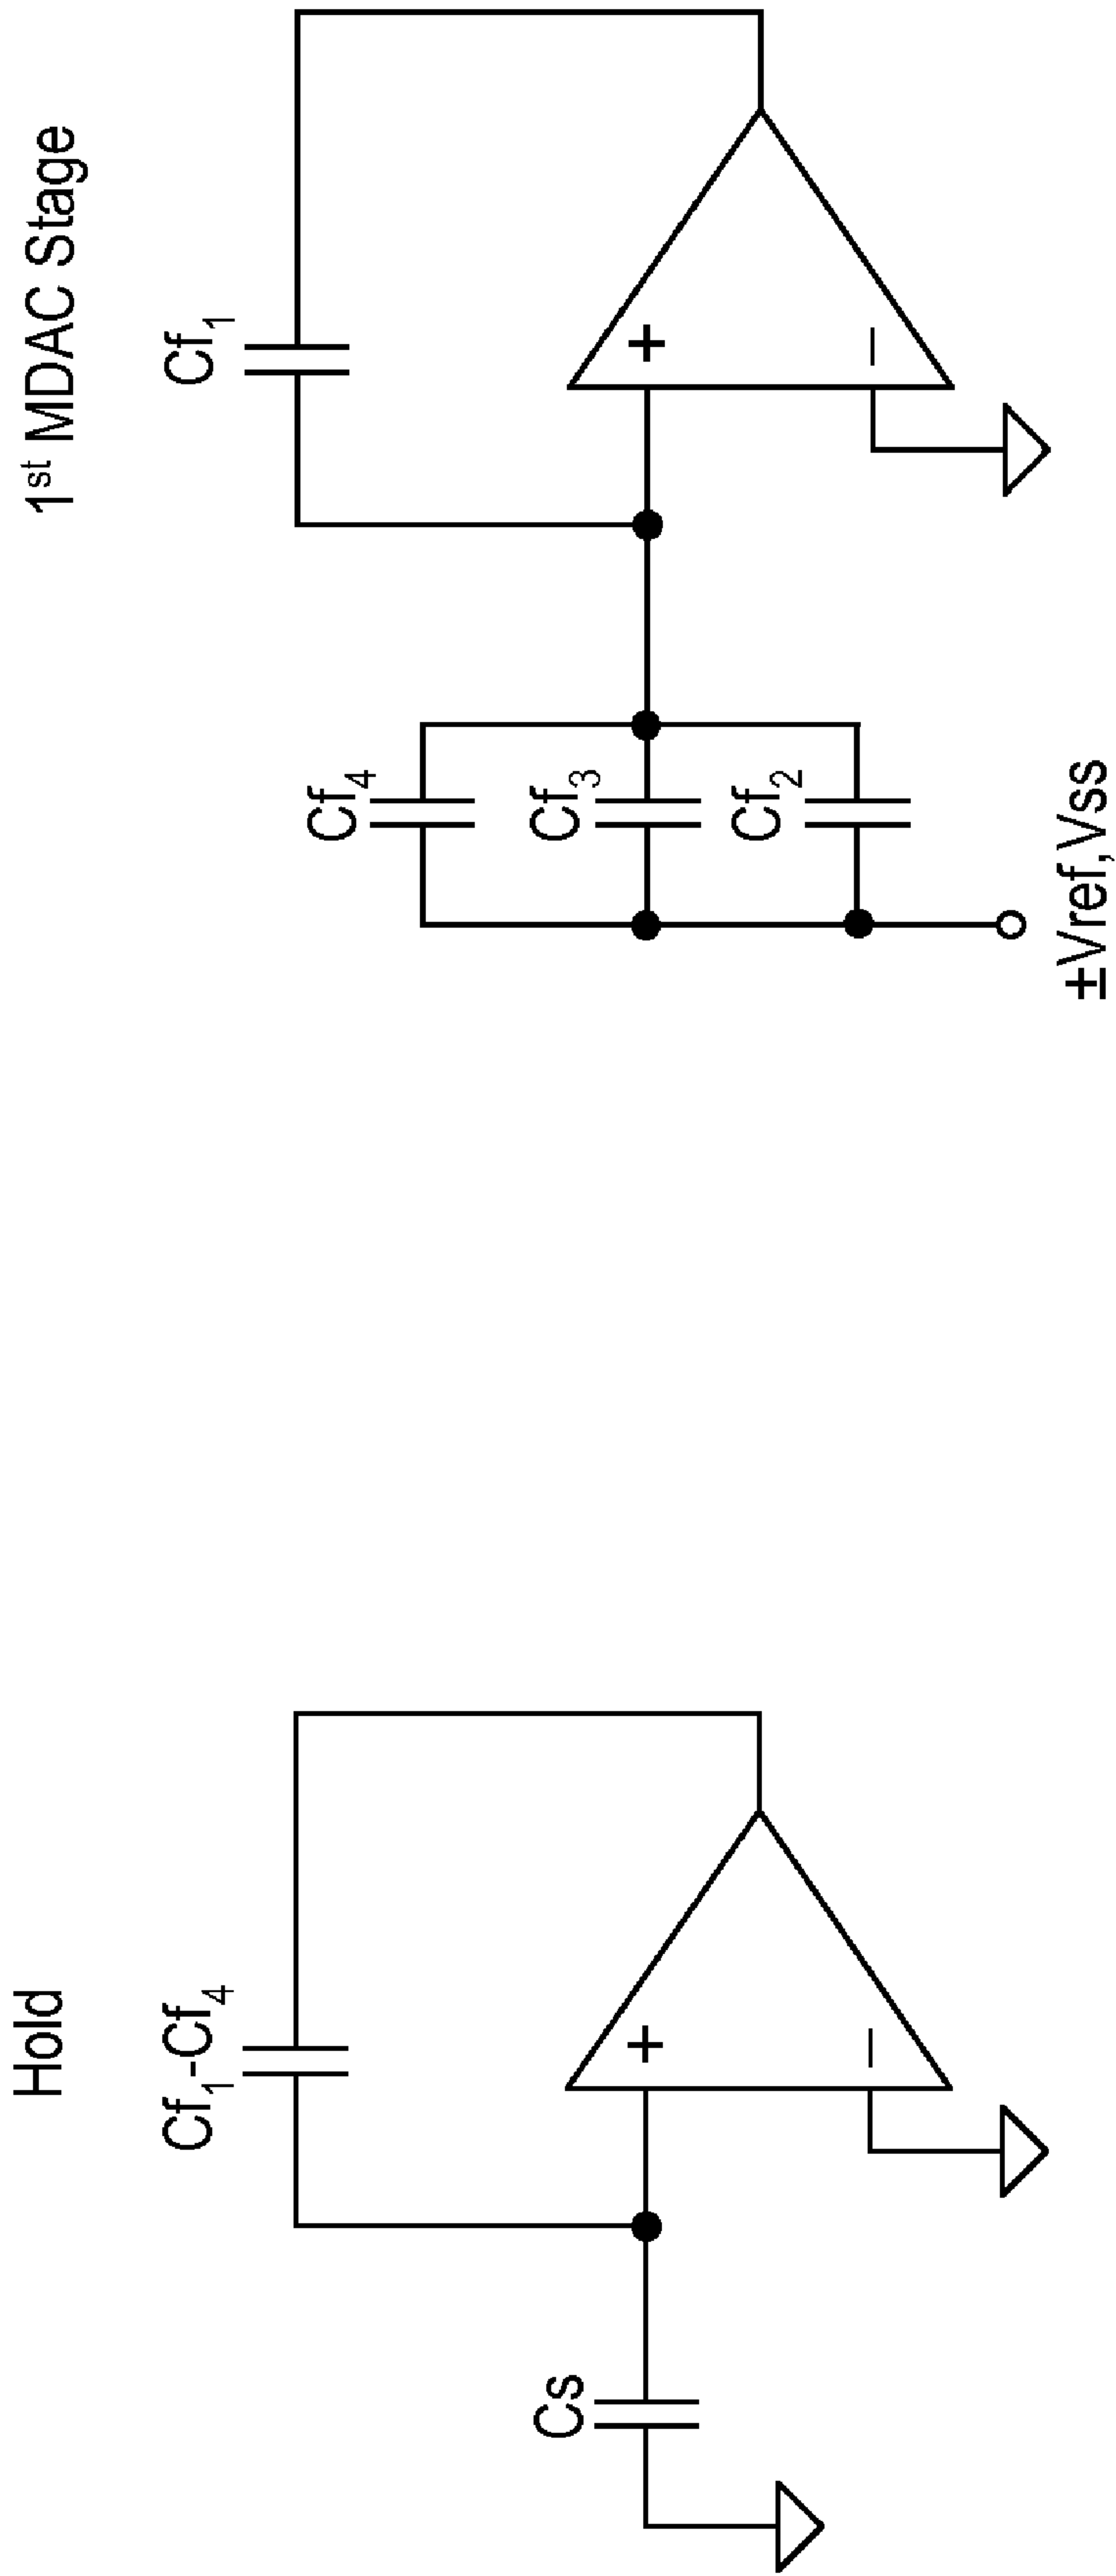 Hold
Cf₁-Cf₄
Cs
+
–
1st MDAC Stage
Cf₁
Cf₄
Cf₃
Cf₂
±Vref,Vss
+
–